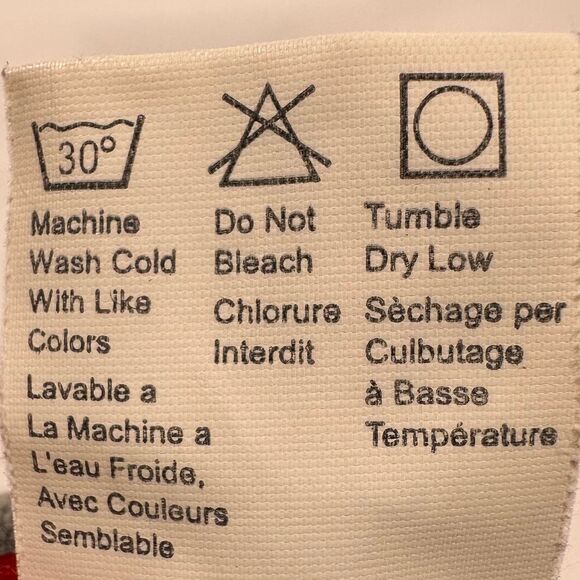 30°
Machine
Wash Cold
With Like
Colors
Lavable a
La Machine a
L'eau Froide,
Avec Couleurs
Semblable
Do Not
Bleach
Chlorure
Interdit
Tumble
Dry Low
Sèchage per
Culbutage
à Basse
Température